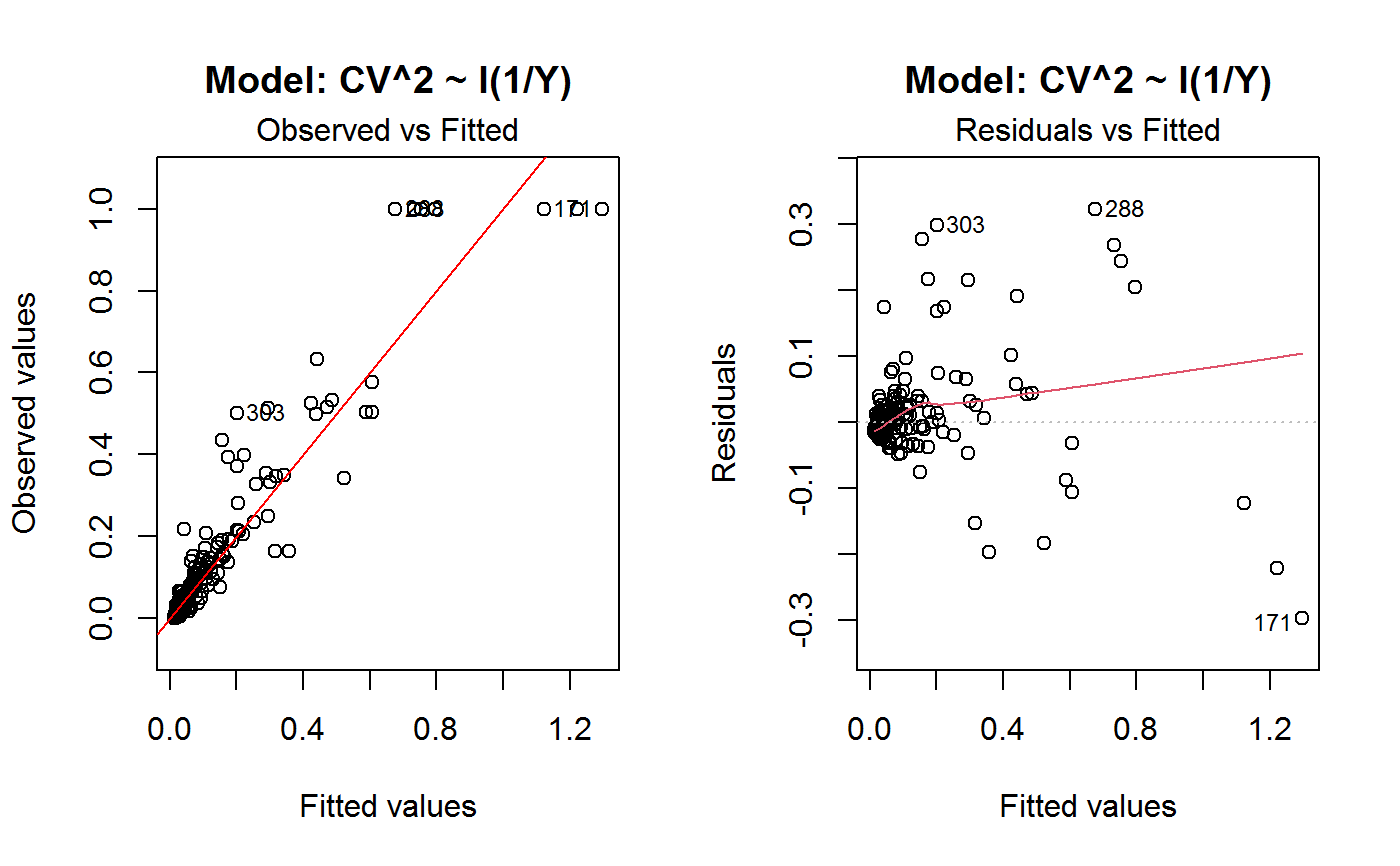 Model: CV^2 ~ I(1/Y)
Observed vs Fitted
Observed values
1.0
0.8
0.6
0.4
0.2
0.0
171
303
0.0 0.4 0.8 1.2
Fitted values
Model: CV^2 ~ I(1/Y)
Residuals vs Fitted
Residuals
0.3
0.1
-0.1
-0.3
303
288
171
0.0 0.4 0.8 1.2
Fitted values